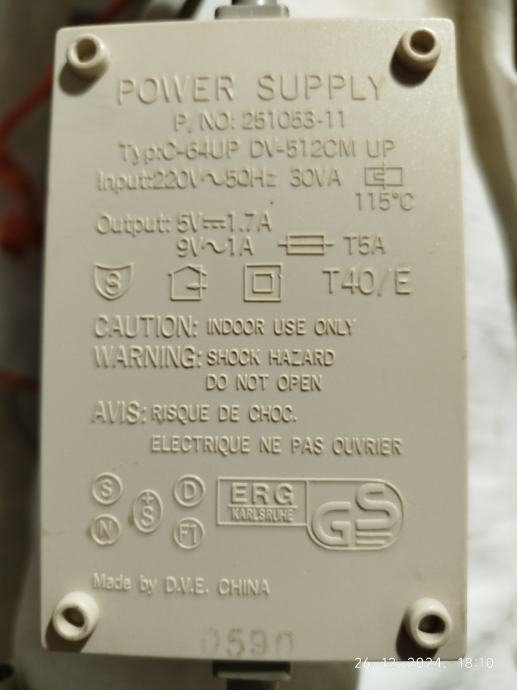 POWER SUPPLY
P. NO: 251053-11
Typ:C-64UP DV-512CM UP
Input:220V~50Hz 30VA
115°C
Output: 5V⎓1.7A
9V~1A T5A
T40/E
CAUTION: INDOOR USE ONLY
WARNING: SHOCK HAZARD
DO NOT OPEN
AVIS: RISQUE DE CHOC.
ELECTRIQUE NE PAS OUVRIER
S +S D ERG GS
N FI KARLSRUHE
Made by D.V.E. CHINA
0590
26.12.2024. 18:10